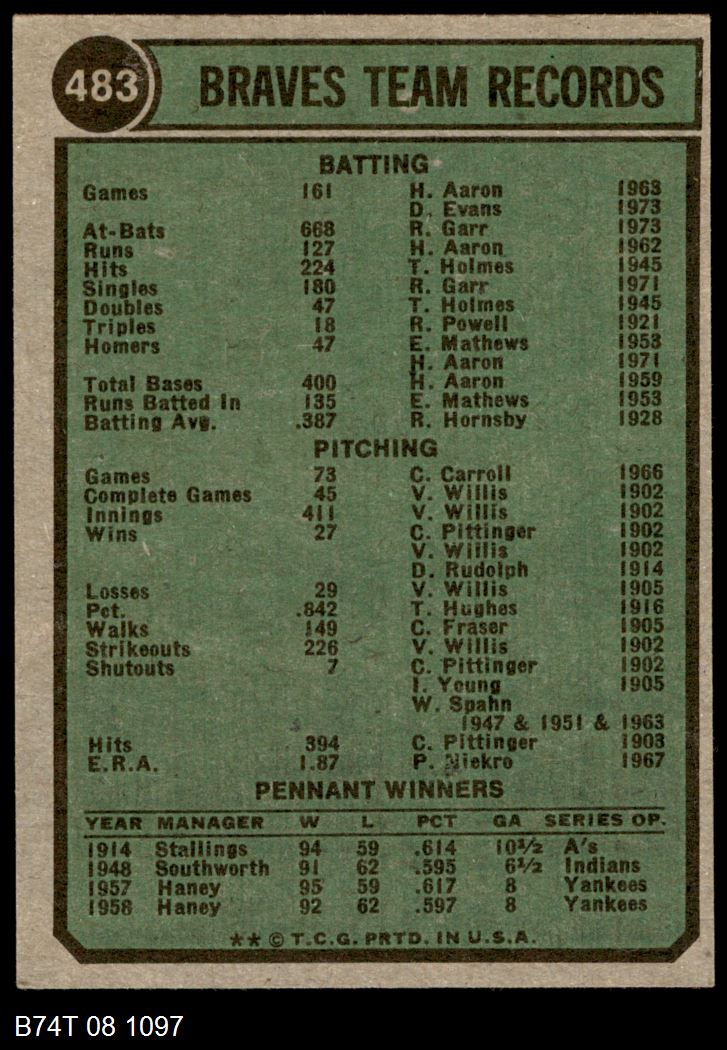 483 BRAVES TEAM RECORDS
BATTING
Games 161 H. Aaron 1963
D. Evans 1973
At-Bats 668 R. Garr 1973
Runs 127 H. Aaron 1962
Hits 224 T. Holmes 1945
Singles 180 R. Garr 1971
Doubles 47 T. Holmes 1945
Triples 18 R. Powell 1921
Homers 47 E. Mathews 1953
H. Aaron 1971
Total Bases 400 H. Aaron 1959
Runs Batted In 135 E. Mathews 1953
Batting Avg. .387 R. Hornsby 1928
PITCHING
Games 73 C. Carroll 1966
Complete Games 45 V. Willis 1902
Innings 411 V. Willis 1902
Wins 27 C. Pittinger 1902
V. Willis 1902
D. Rudolph 1914
Losses 29 V. Willis 1905
Pct. .842 T. Hughes 1916
Walks 149 C. Fraser 1905
Strikeouts 226 V. Willis 1902
Shutouts 7 C. Pittinger 1902
I. Young 1905
W. Spahn
1947 & 1951 & 1963
Hits 394 C. Pittinger 1903
E.R.A. 1.87 P. Niekro 1967
PENNANT WINNERS
YEAR MANAGER W L PCT GA SERIES OP.
1914 Stallings 94 59 .614 10½ A's
1948 Southworth 91 62 .595 6½ Indians
1957 Haney 95 59 .617 8 Yankees
1958 Haney 92 62 .597 8 Yankees
** © T.C.G. PRTD. IN U.S.A.
B74T 08 1097